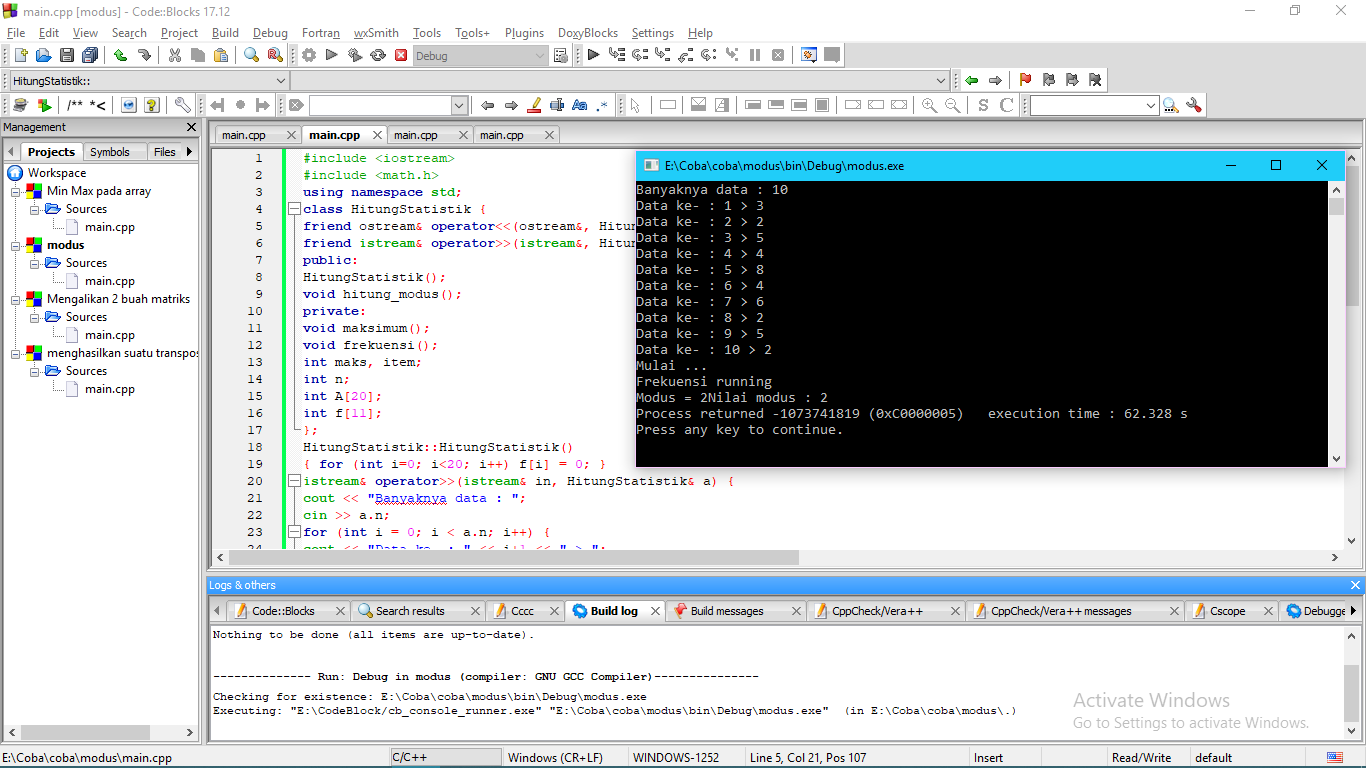 main.cpp [modus] - Code::Blocks 17.12
File Edit View Search Project Build Debug Fortran wxSmith Tools Tools+ Plugins DoxyBlocks Settings Help
Debug
HitungStatistik::
/** *<
Aa .*
S C
Management
Projects Symbols Files
Workspace
Min Max pada array
Sources
main.cpp
modus
Sources
main.cpp
Mengalikan 2 buah matriks
Sources
main.cpp
menghasilkan suatu transpos
Sources
main.cpp
main.cpp main.cpp main.cpp main.cpp
1 #include <iostream>
2 #include <math.h>
3 using namespace std;
4 class HitungStatistik {
5 friend ostream& operator<<(ostream&, Hitun
6 friend istream& operator>>(istream&, Hitun
7 public:
8 HitungStatistik();
9 void hitung_modus();
10 private:
11 void maksimum();
12 void frekuensi();
13 int maks, item;
14 int n;
15 int A[20];
16 int f[11];
17 };
18 HitungStatistik::HitungStatistik()
19 { for (int i=0; i<20; i++) f[i] = 0; }
20 istream& operator>>(istream& in, HitungStatistik& a) {
21 cout << "Banyaknya data : ";
22 cin >> a.n;
23 for (int i = 0; i < a.n; i++) {
24 cout << "Data ke- : " << i+1 << " > ";
E:\Coba\coba\modus\bin\Debug\modus.exe
Banyaknya data : 10
Data ke- : 1 > 3
Data ke- : 2 > 2
Data ke- : 3 > 5
Data ke- : 4 > 4
Data ke- : 5 > 8
Data ke- : 6 > 4
Data ke- : 7 > 6
Data ke- : 8 > 2
Data ke- : 9 > 5
Data ke- : 10 > 2
Mulai ...
Frekuensi running
Modus = 2Nilai modus : 2
Process returned -1073741819 (0xC0000005) execution time : 62.328 s
Press any key to continue.
Logs & others
Code::Blocks Search results Cccc Build log Build messages CppCheck/Vera++ CppCheck/Vera++ messages Cscope Debugge
Nothing to be done (all items are up-to-date).
-------------- Run: Debug in modus (compiler: GNU GCC Compiler)---------------
Checking for existence: E:\Coba\coba\modus\bin\Debug\modus.exe
Executing: "E:\CodeBlock/cb_console_runner.exe" "E:\Coba\coba\modus\bin\Debug\modus.exe" (in E:\Coba\coba\modus\.)
Activate Windows
Go to Settings to activate Windows.
E:\Coba\coba\modus\main.cpp C/C++ Windows (CR+LF) WINDOWS-1252 Line 5, Col 21, Pos 107 Insert Read/Write default